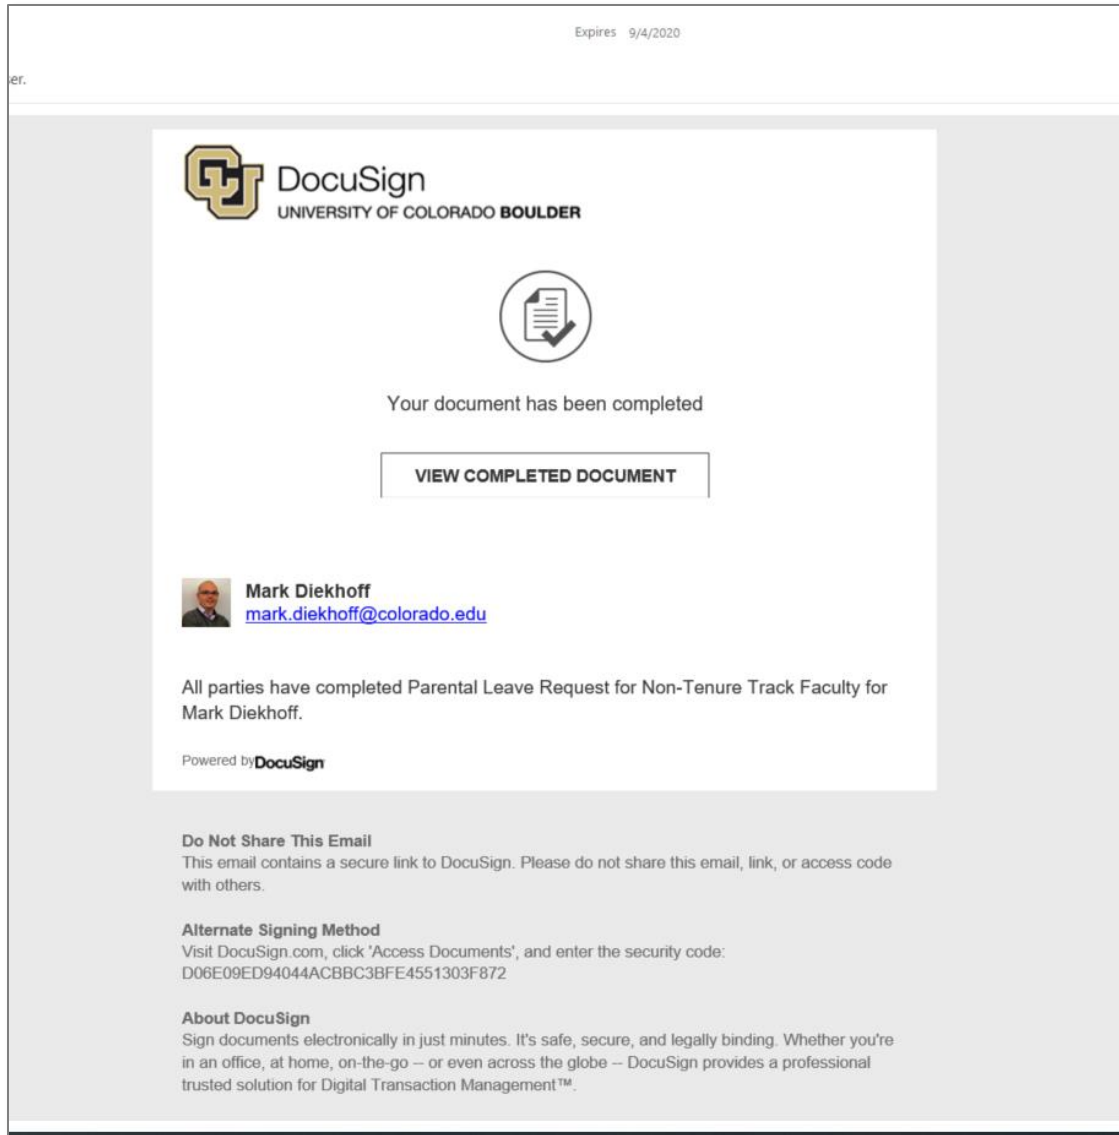 Expires 9/4/2020
ser.
CU
DocuSign
UNIVERSITY OF COLORADO BOULDER
Your document has been completed
VIEW COMPLETED DOCUMENT
Mark Diekhoff
mark.diekhoff@colorado.edu
All parties have completed Parental Leave Request for Non-Tenure Track Faculty for
Mark Diekhoff.
Powered by DocuSign
Do Not Share This Email
This email contains a secure link to DocuSign. Please do not share this email, link, or access code
with others.
Alternate Signing Method
Visit DocuSign.com, click 'Access Documents', and enter the security code:
D06E09ED94044ACBBC3BFE4551303F872
About DocuSign
Sign documents electronically in just minutes. It's safe, secure, and legally binding. Whether you're
in an office, at home, on-the-go -- or even across the globe -- DocuSign provides a professional
trusted solution for Digital Transaction Management™.